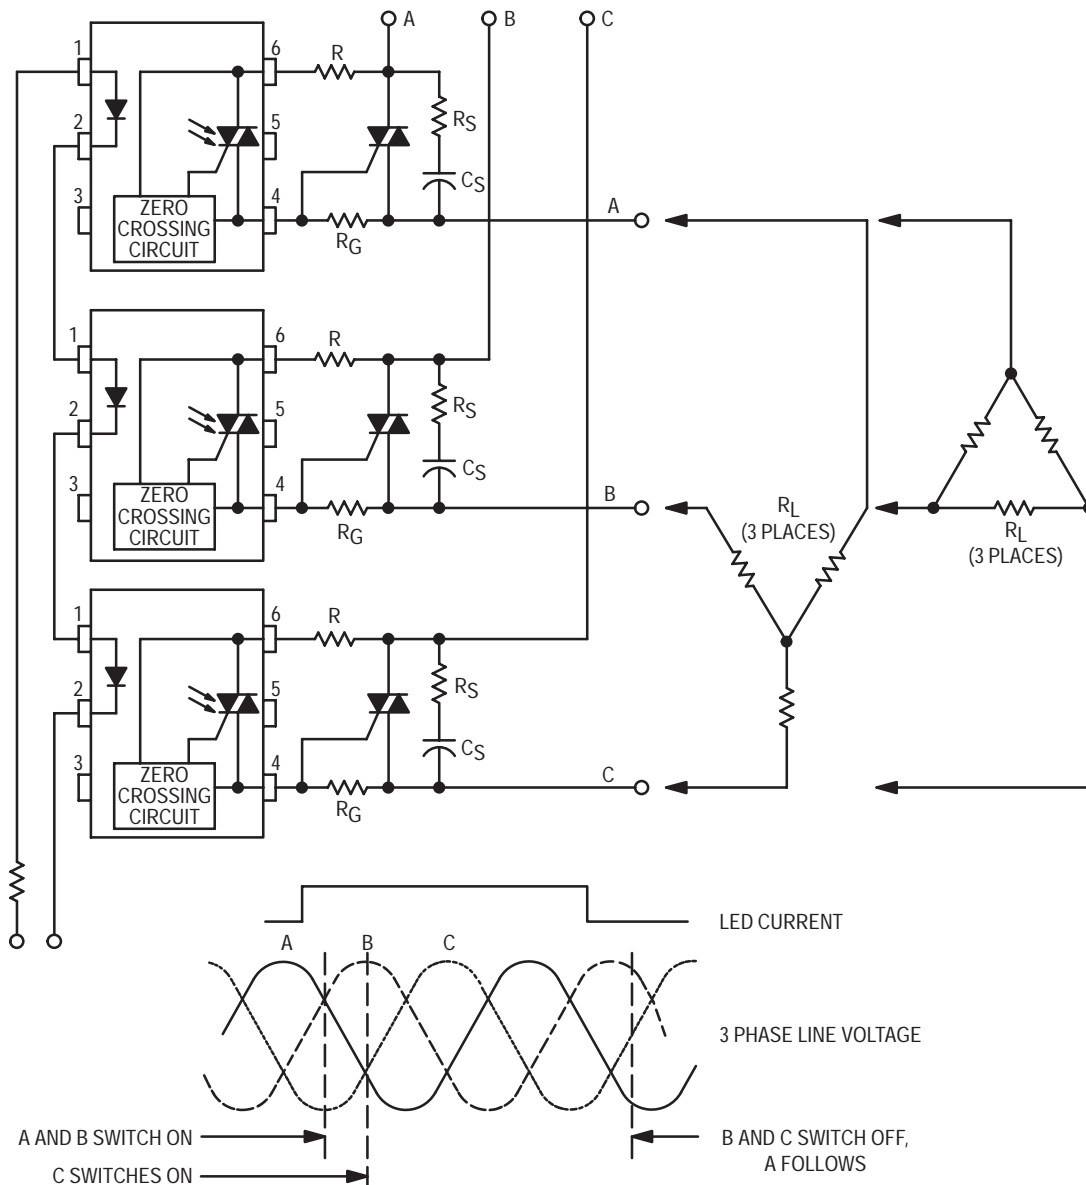 A
B
C
1
6
R
RS
2
5
CS
3
4
ZERO
CROSSING
CIRCUIT
RG
A
1
6
R
RS
2
5
CS
3
4
ZERO
CROSSING
CIRCUIT
RG
B
RL
(3 PLACES)
RL
(3 PLACES)
1
6
R
RS
2
5
CS
3
4
ZERO
CROSSING
CIRCUIT
RG
C
LED CURRENT
A
B
C
3 PHASE LINE VOLTAGE
A AND B SWITCH ON
C SWITCHES ON
B AND C SWITCH OFF,
A FOLLOWS